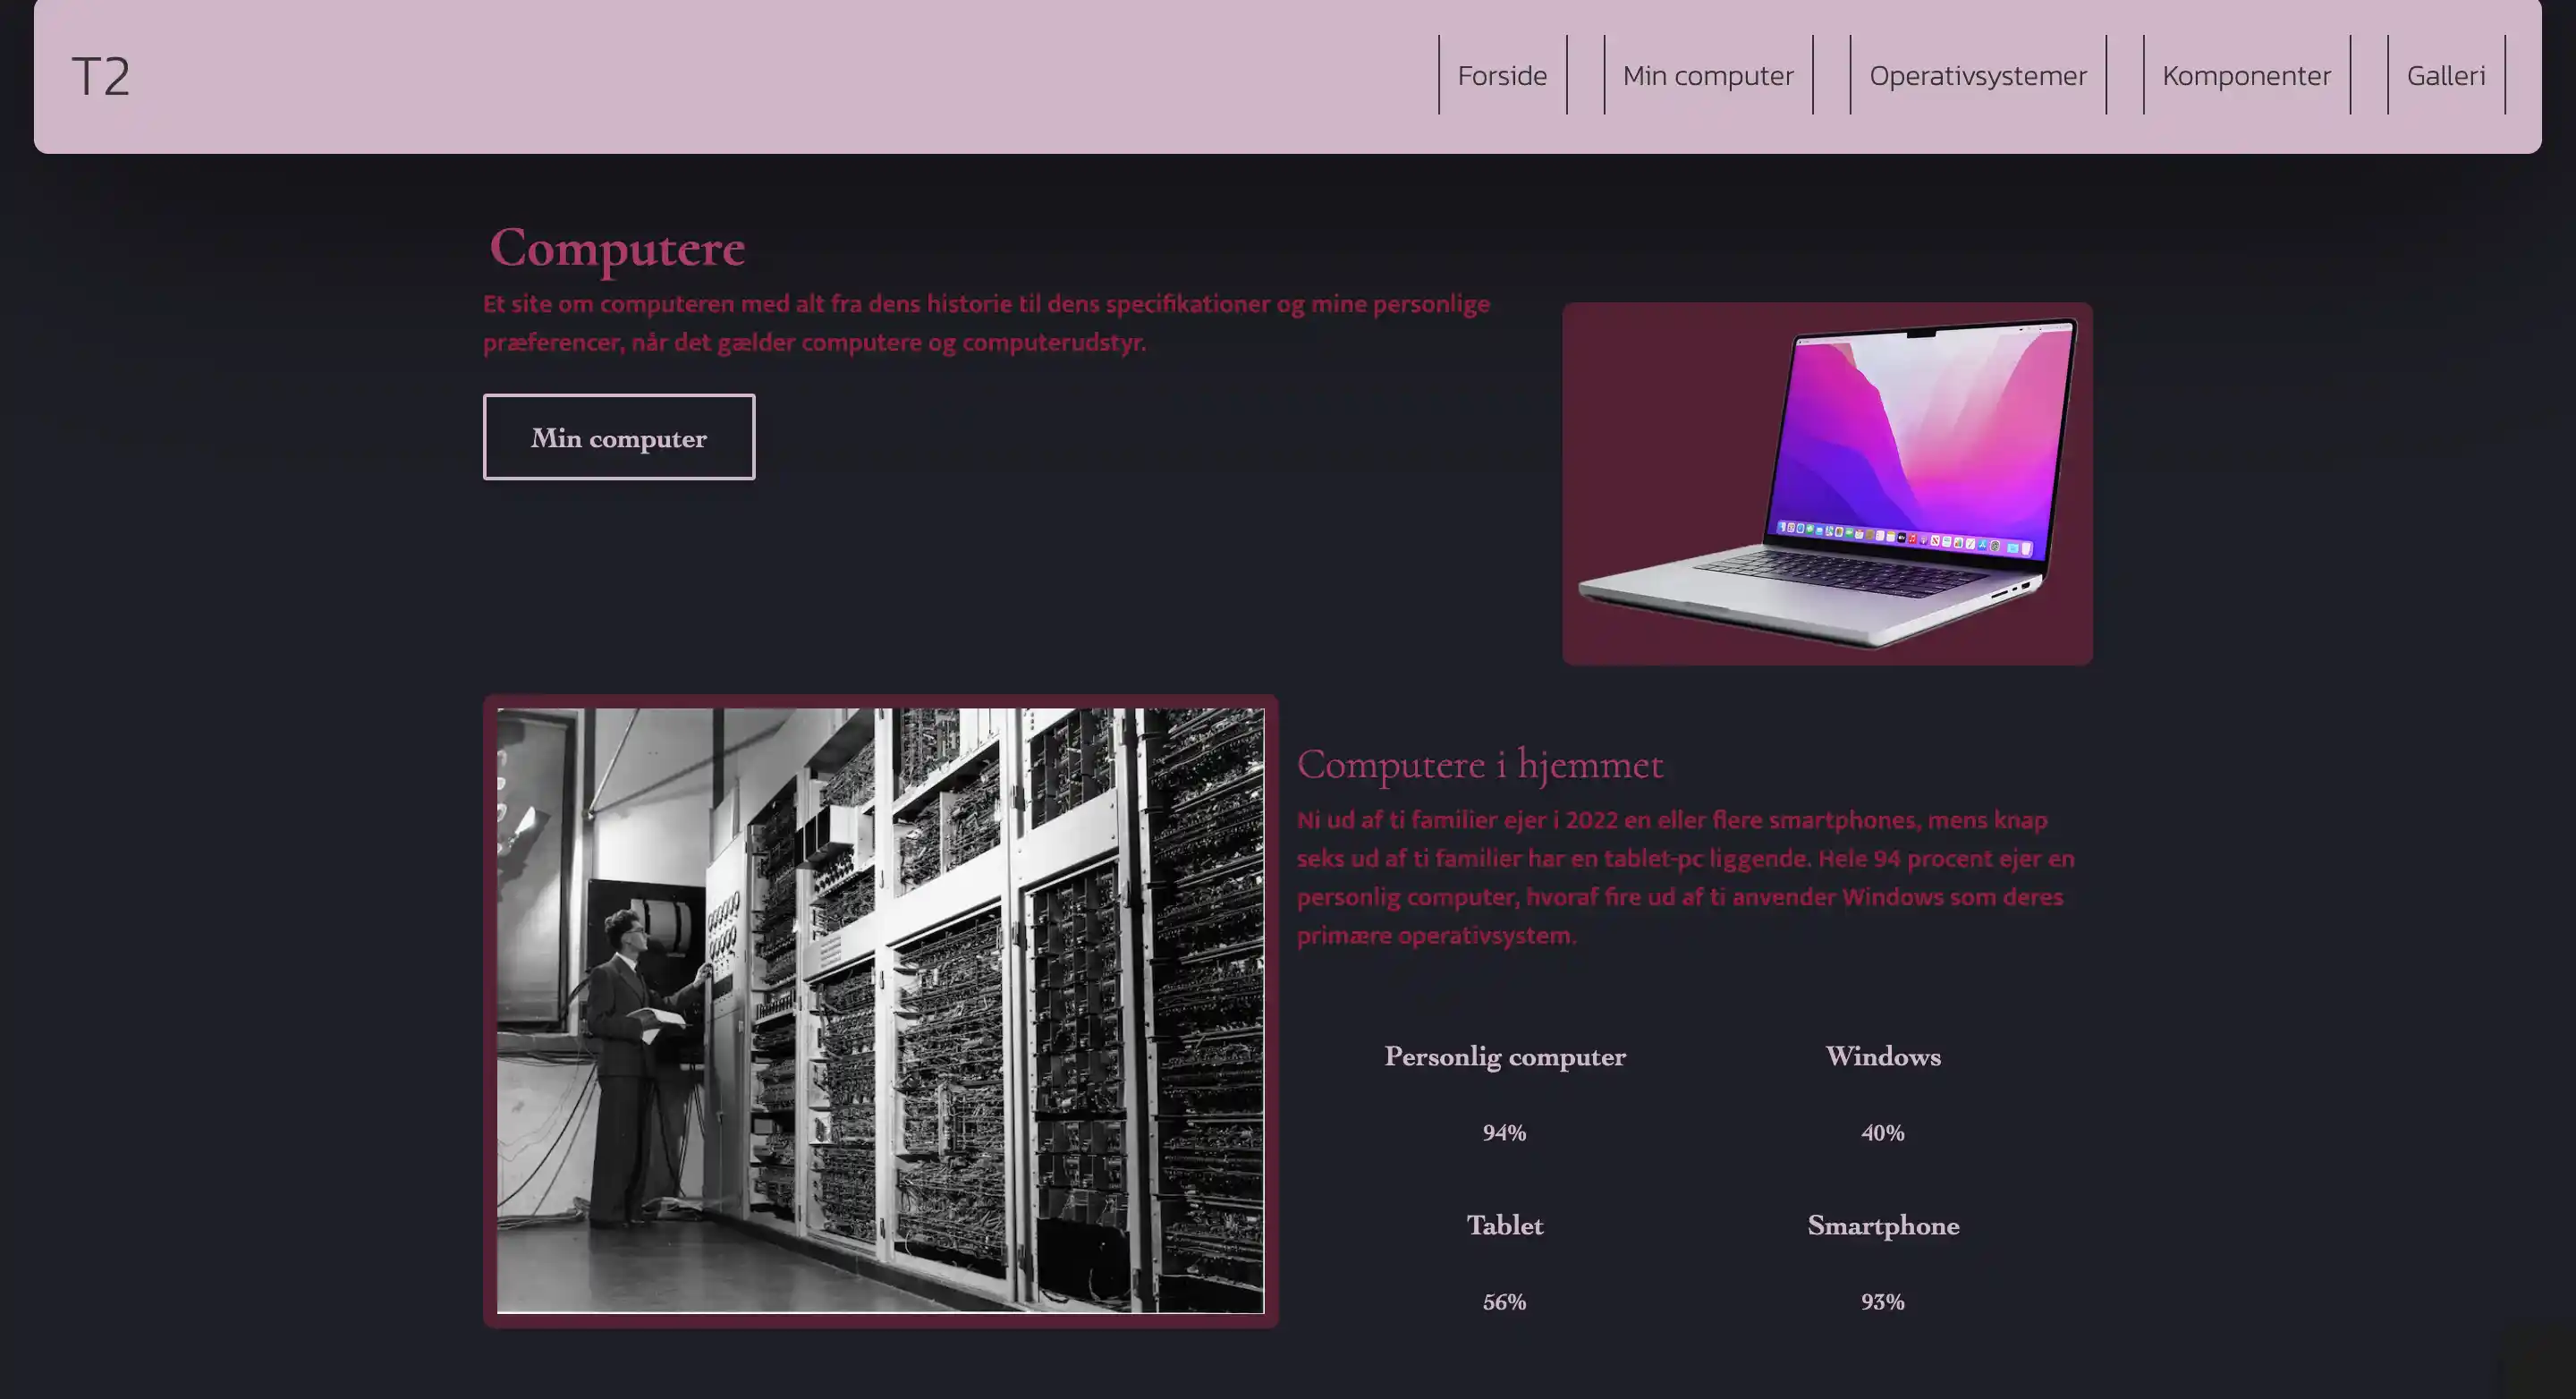 T2
Forside
Min computer
Operativsystemer
Komponenter
Galleri
Computere
Et site om computeren med alt fra dens historie til dens specifikationer og mine personlige
præferencer, når det gælder computere og computerudstyr.
Min computer
Computere i hjemmet
Ni ud af ti familier ejer i 2022 en eller flere smartphones, mens knap
seks ud af ti familier har en tablet-pc liggende. Hele 94 procent ejer en
personlig computer, hvoraf fire ud af ti anvender Windows som deres
primære operativsystem.
Personlig computer
Windows
94%
40%
Tablet
Smartphone
56%
93%